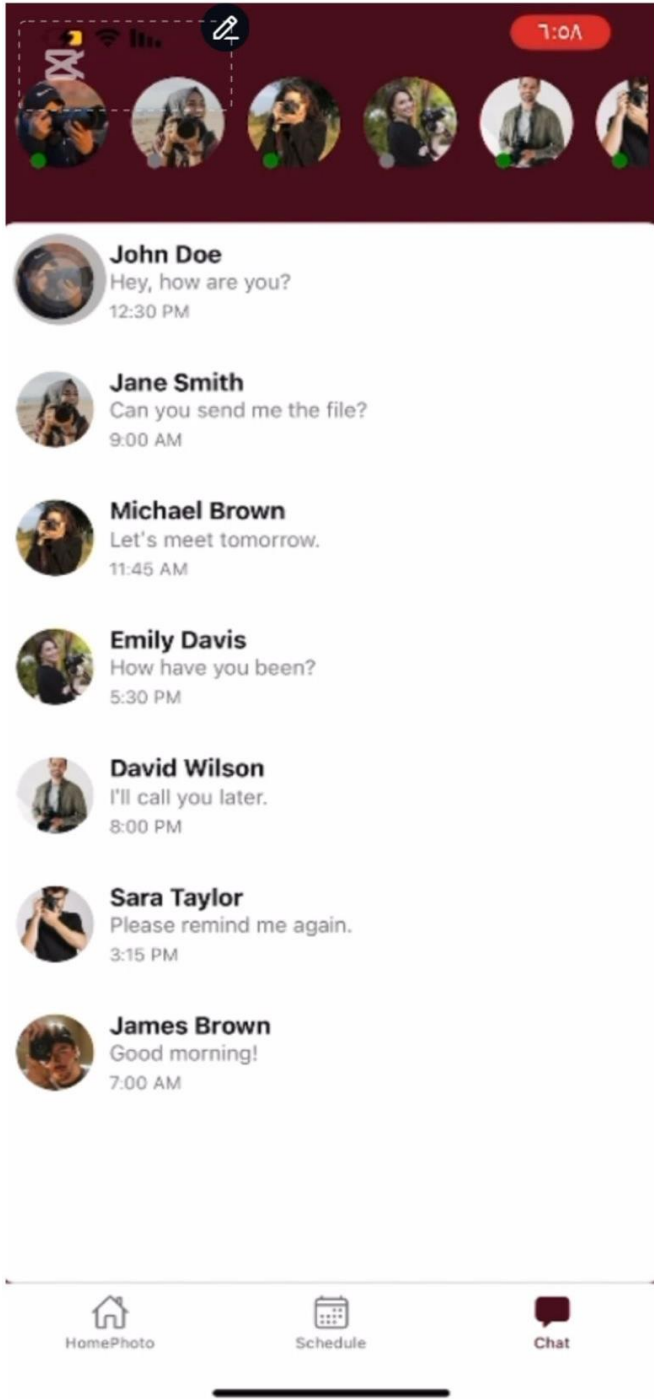 ٦:٥٨
John Doe
Hey, how are you?
12:30 PM
Jane Smith
Can you send me the file?
9:00 AM
Michael Brown
Let's meet tomorrow.
11:45 AM
Emily Davis
How have you been?
5:30 PM
David Wilson
I'll call you later.
8:00 PM
Sara Taylor
Please remind me again.
3:15 PM
James Brown
Good morning!
7:00 AM
HomePhoto
Schedule
Chat